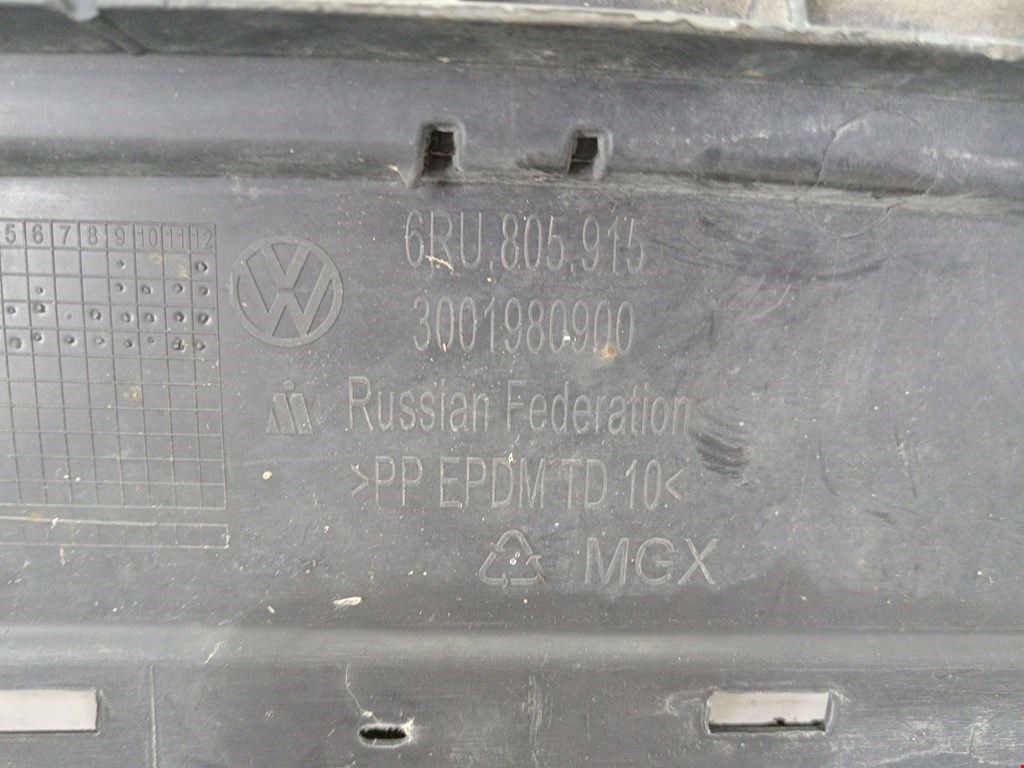 5 6 7 8 9 10 11 12
6RU.805.915
3001980900
Russian Federation
>PP EPDM TD 10<
MGX